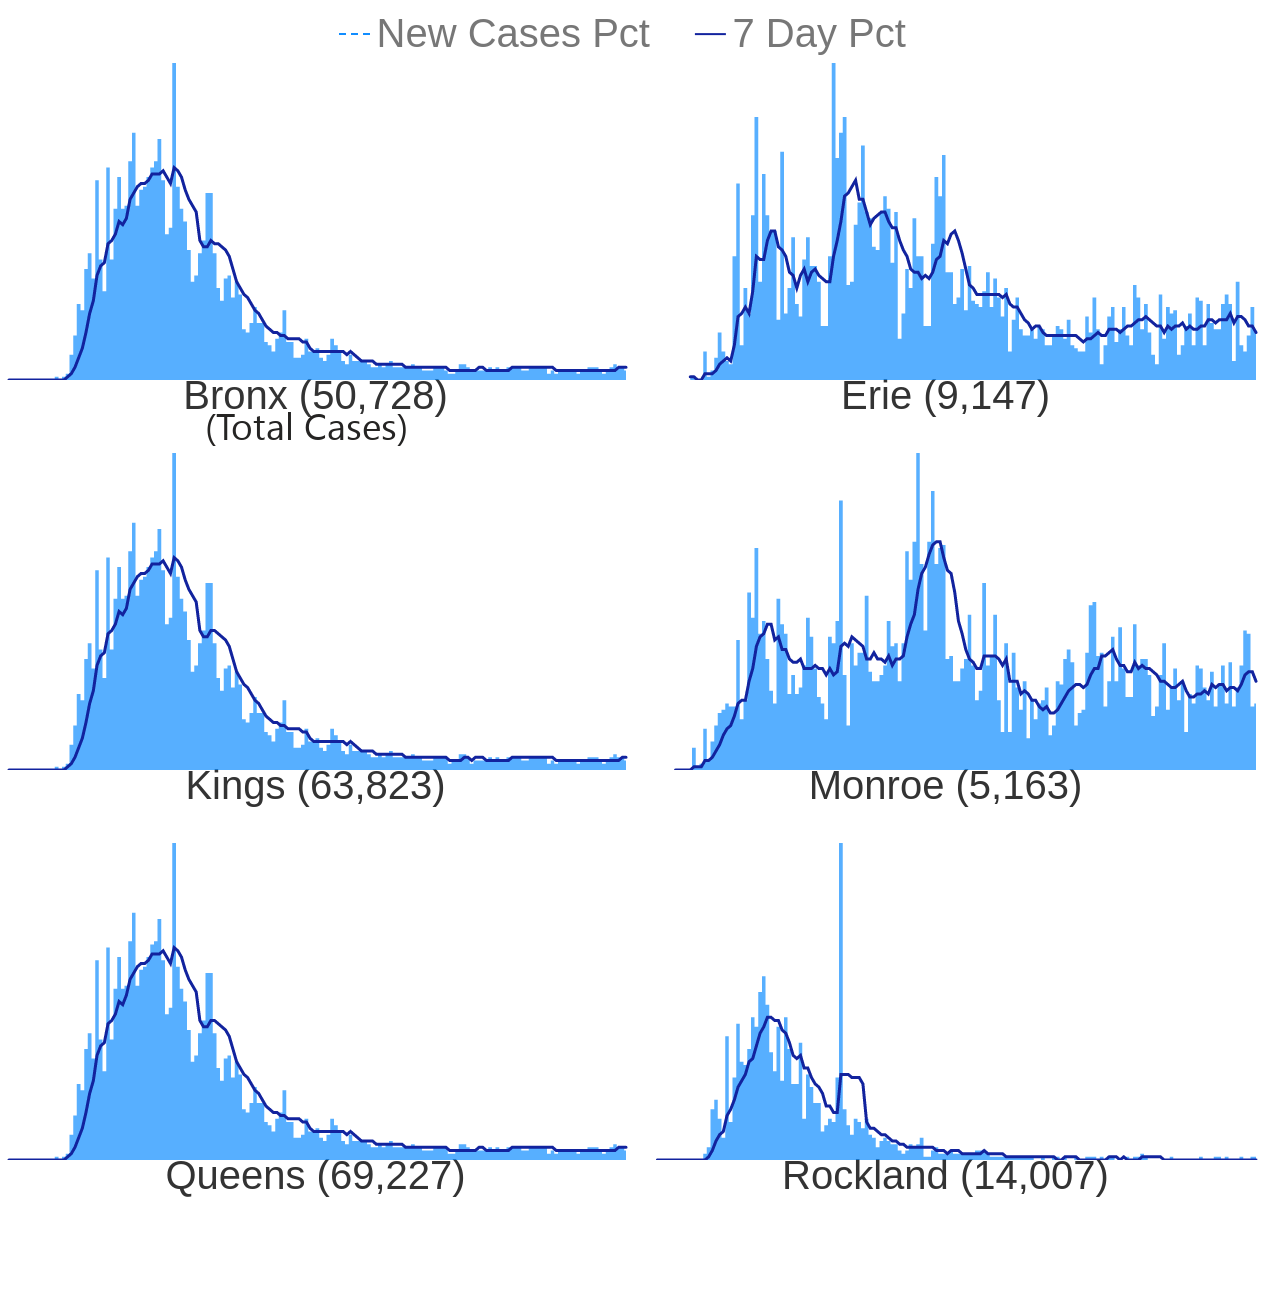 New Cases Pct 7 Day Pct
Bronx (50,728) Erie (9,147)
(Total Cases)
Kings (63,823) Monroe (5,163)
Queens (69,227) Rockland (14,007)